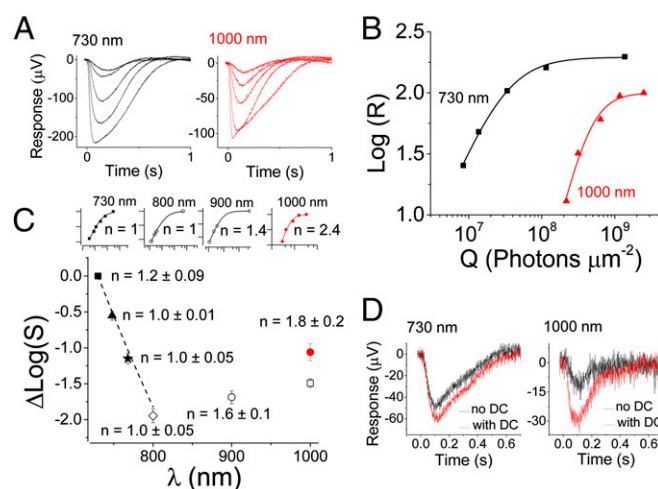 A
730 nm
1000 nm
Response (μV)
0
-100
-200
0
-50
-100
0
1
0
1
Time (s)
Time (s)
B
Log (R)
2.5
2.0
1.5
1.0
730 nm
1000 nm
10⁷
10⁸
10⁹
Q (Photons μm⁻²)
C
730 nm
800 nm
900 nm
1000 nm
n = 1
n = 1
n = 1.4
n = 2.4
ΔLog(S)
0.0
-0.5
-1.0
-1.5
-2.0
n = 1.2 ± 0.09
n = 1.0 ± 0.01
n = 1.0 ± 0.05
n = 1.0 ± 0.05
n = 1.6 ± 0.1
n = 1.8 ± 0.2
800
900
1000
λ (nm)
D
730 nm
1000 nm
Response (μV)
0
-20
-40
-60
0
-15
-30
no DC
with DC
no DC
with DC
0.0 0.2 0.4 0.6
0.0 0.2 0.4 0.6
Time (s)
Time (s)